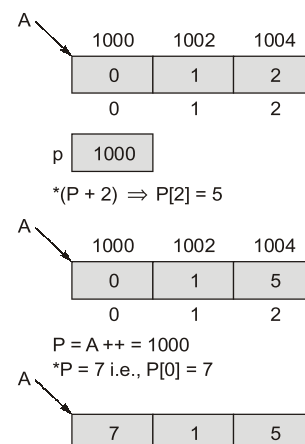 A
1000 1002 1004
0 1 2
0 1 2
p 1000
*(P + 2) ⇒ P[2] = 5
A
1000 1002 1004
0 1 5
0 1 2
P = A ++ = 1000
*P = 7 i.e., P[0] = 7
A
7 1 5